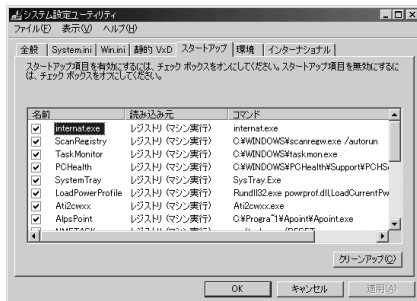 システム設定ユーティリティ
ファイル(F) 表示(V) ヘルプ(H)
全般 System.ini Win.ini 静的 VxD スタートアップ 環境 インターナショナル
スタートアップ項目を有効にするには、チェック ボックスをオンにしてください。スタートアップ項目を無効にするに
は、チェック ボックスをオフにしてください。
名前 読み込み元 コマンド
internat.exe レジストリ (マシン実行) internat.exe
ScanRegistry レジストリ (マシン実行) C:¥WINDOWS¥scanregw.exe /autorun
TaskMonitor レジストリ (マシン実行) C:¥WINDOWS¥taskmon.exe
PCHealth レジストリ (マシン実行) C:¥WINDOWS¥PCHealth¥Support¥PCHS
SystemTray レジストリ (マシン実行) SysTray.Exe
LoadPowerProfile レジストリ (マシン実行) Rundll32.exe powrprof.dll,LoadCurrentPw
Ati2cwxx レジストリ (マシン実行) Ati2cwxx.exe
AlpsPoint レジストリ (マシン実行) C:¥Progra~1¥Apoint¥Apoint.exe
クリーンアップ(C)
OK キャンセル 適用(A)